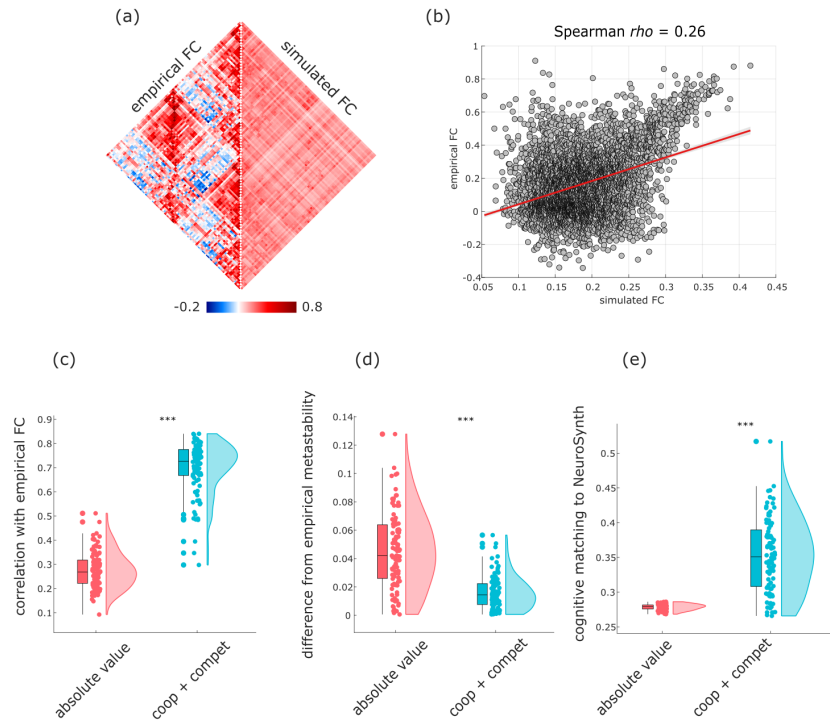 (a)
empirical FC
simulated FC
-0.2
0.8
(b)
Spearman rho = 0.26
empirical FC
1
0.8
0.6
0.4
0.2
0
-0.2
-0.4
0.05
0.1
0.15
0.2
0.25
0.3
0.35
0.4
0.45
simulated FC
(c)
correlation with empirical FC
0.9
0.8
0.7
0.6
0.5
0.4
0.3
0.2
0.1
***
absolute value
coop + compet
(d)
difference from empirical metastability
0.14
0.12
0.1
0.08
0.06
0.04
0.02
0
***
absolute value
coop + compet
(e)
cognitive matching to NeuroSynth
0.5
0.45
0.4
0.35
0.3
0.25
***
absolute value
coop + compet